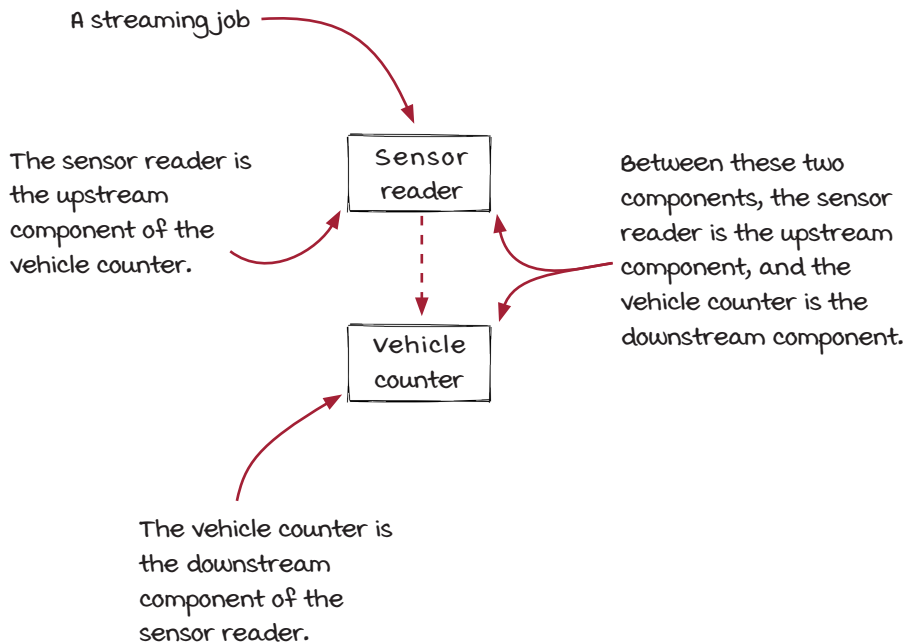 A streaming job
The sensor reader is
the upstream
component of the
vehicle counter.
Sensor
reader
Between these two
components, the sensor
reader is the upstream
component, and the
vehicle counter is the
downstream component.
Vehicle
counter
The vehicle counter is
the downstream
component of the
sensor reader.